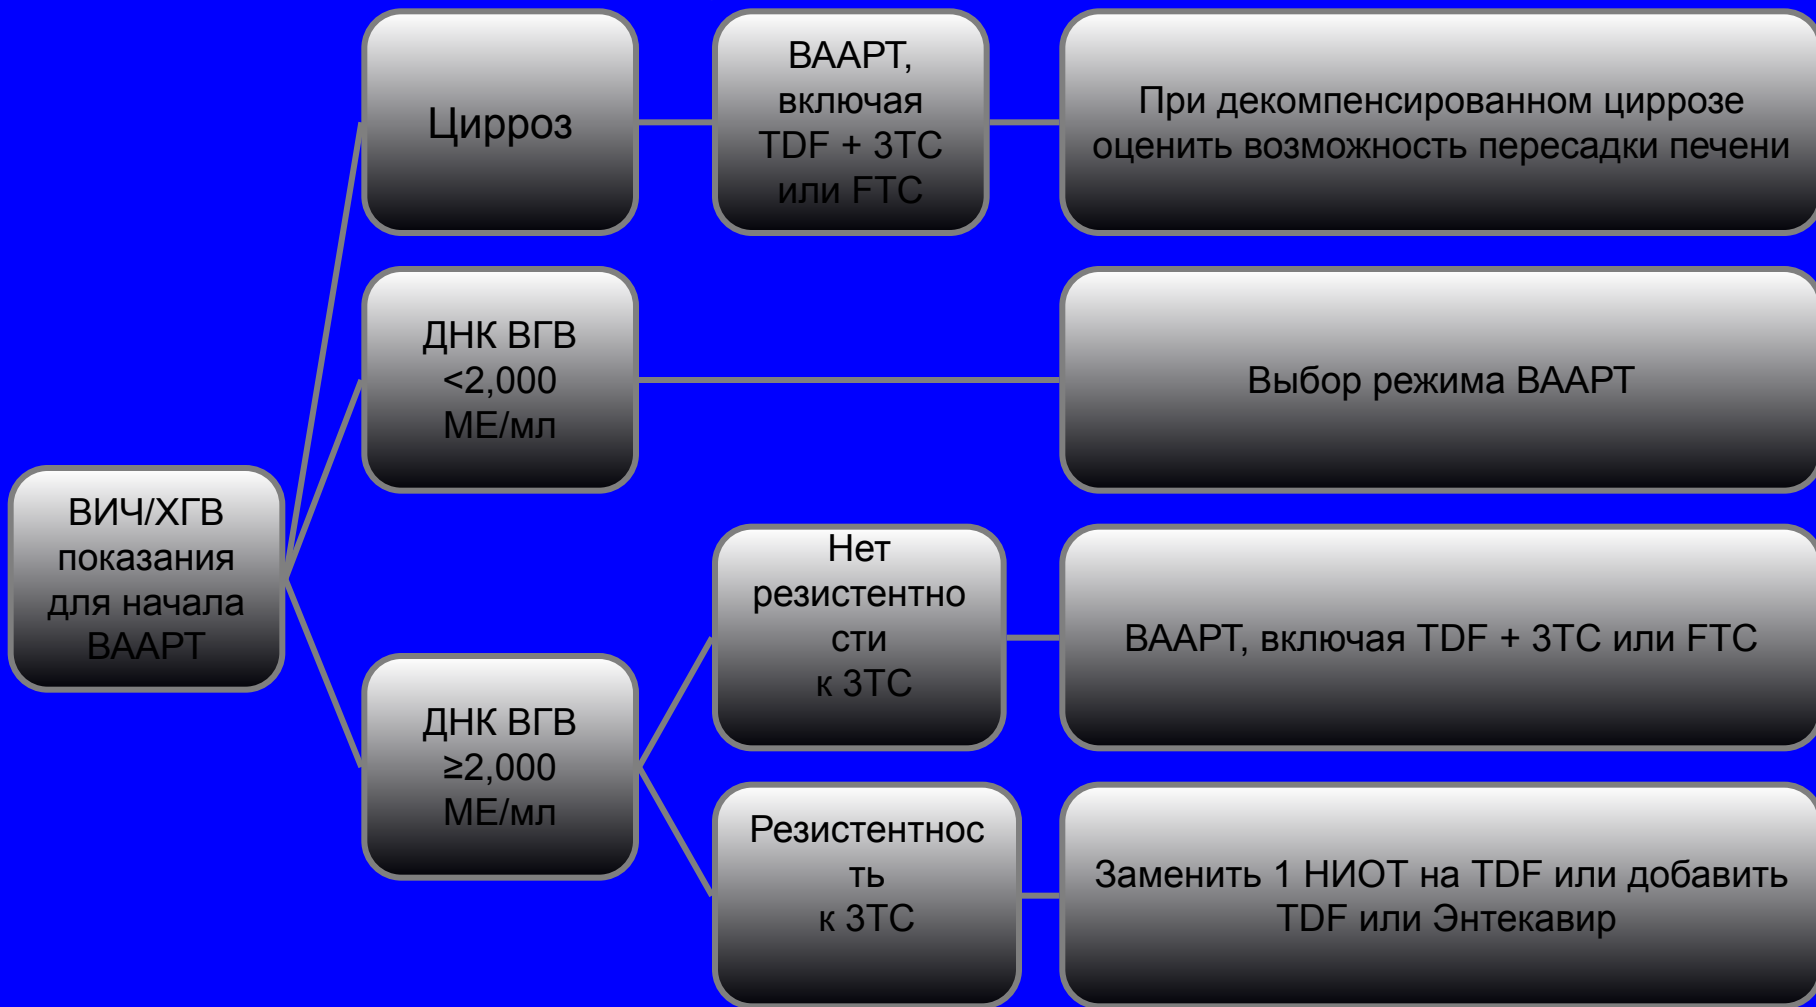 ВИЧ/ХГВ
показания
для начала
ВААРТ
Цирроз
ВААРТ,
включая
TDF + 3TC
или FTC
При декомпенсированном циррозе
оценить возможность пересадки печени
ДНК ВГВ
<2,000
МЕ/мл
Выбор режима ВААРТ
ДНК ВГВ
≥2,000
МЕ/мл
Нет
резистентно
сти
к 3ТС
ВААРТ, включая TDF + 3TC или FTC
Резистентнос
ть
к 3ТС
Заменить 1 НИОТ на TDF или добавить
TDF или Энтекавир